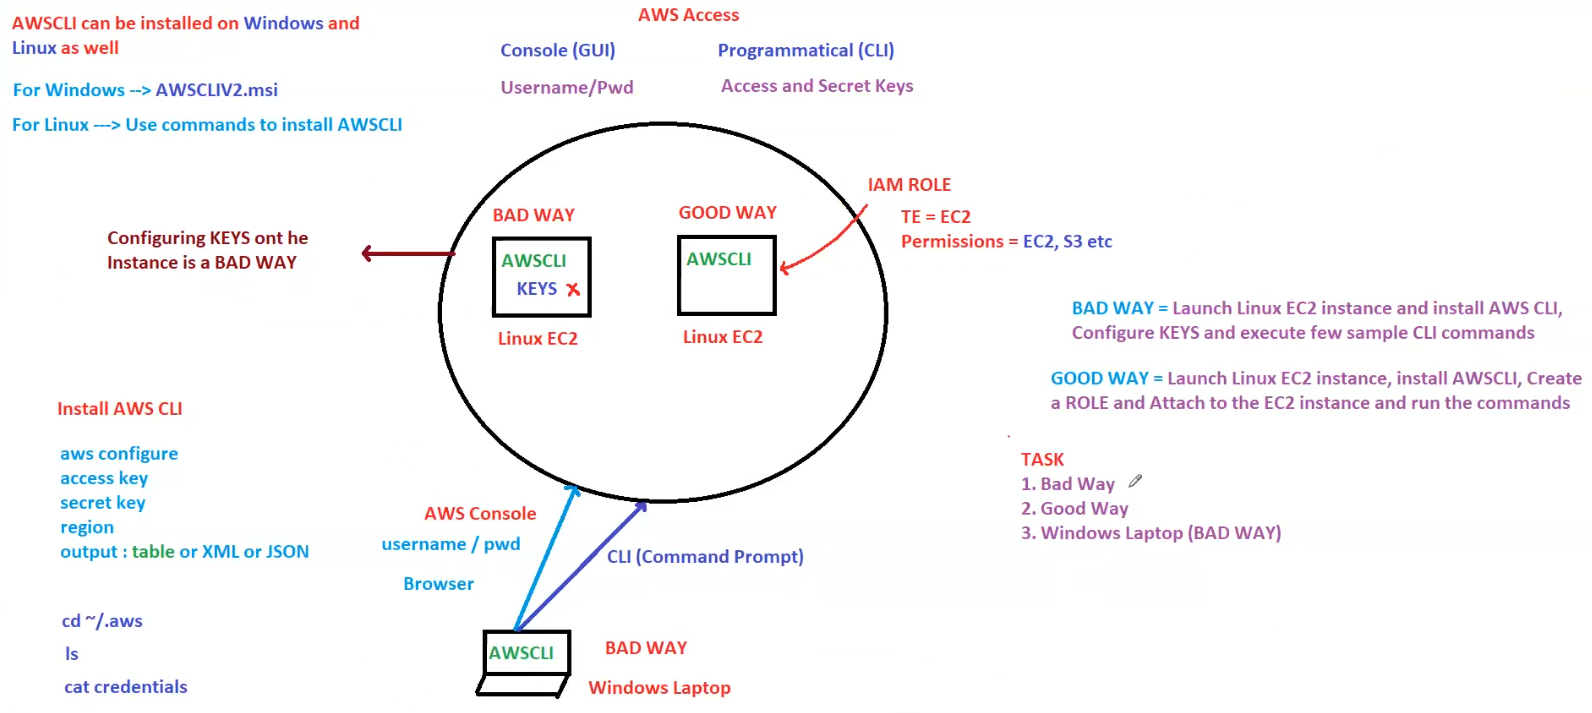 AWSCLI can be installed on Windows and
Linux as well
For Windows --> AWSCLIV2.msi
For Linux ---> Use commands to install AWSCLI
AWS Access
Console (GUI)
Programmatical (CLI)
Username/Pwd
Access and Secret Keys
IAM ROLE
TE = EC2
Permissions = EC2, S3 etc
BAD WAY
GOOD WAY
Configuring KEYS ont he
Instance is a BAD WAY
AWSCLI
KEYS x
Linux EC2
AWSCLI
Linux EC2
BAD WAY = Launch Linux EC2 instance and install AWS CLI,
Configure KEYS and execute few sample CLI commands
GOOD WAY = Launch Linux EC2 instance, install AWSCLI, Create
a ROLE and Attach to the EC2 instance and run the commands
Install AWS CLI
aws configure
access key
secret key
region
output : table or XML or JSON
cd ~/.aws
ls
cat credentials
TASK
1. Bad Way
2. Good Way
3. Windows Laptop (BAD WAY)
AWS Console
username / pwd
Browser
CLI (Command Prompt)
AWSCLI
BAD WAY
Windows Laptop